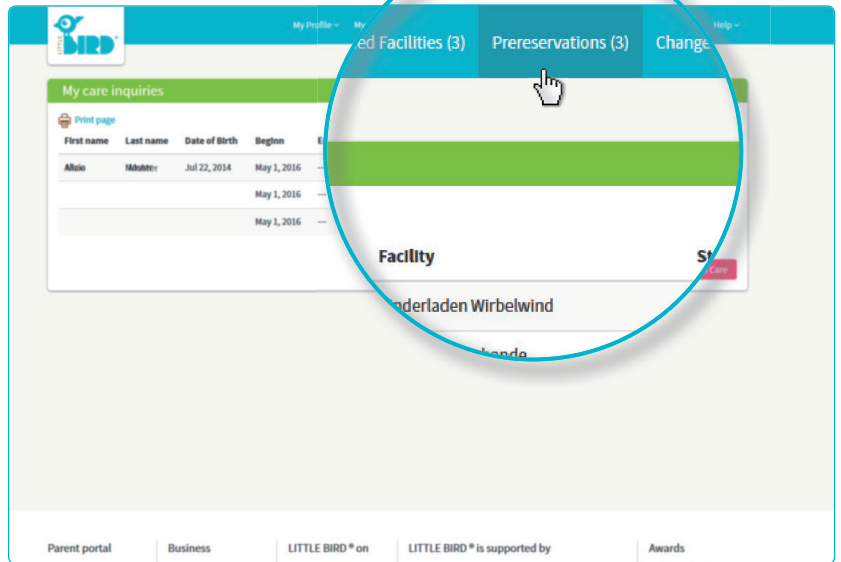 My Profile My
Help
LITTLE BIRD
ed Facilities (3) Prereservations (3) Change
My care inquiries
Print page
First name Last name Date of Birth Beginn E
Jul 22, 2014 May 1, 2016 —
May 1, 2016 —
May 1, 2016 —
Facility St
Care
nderladen Wirbelwind
bande
Parent portal Business LITTLE BIRD® on LITTLE BIRD® is supported by Awards